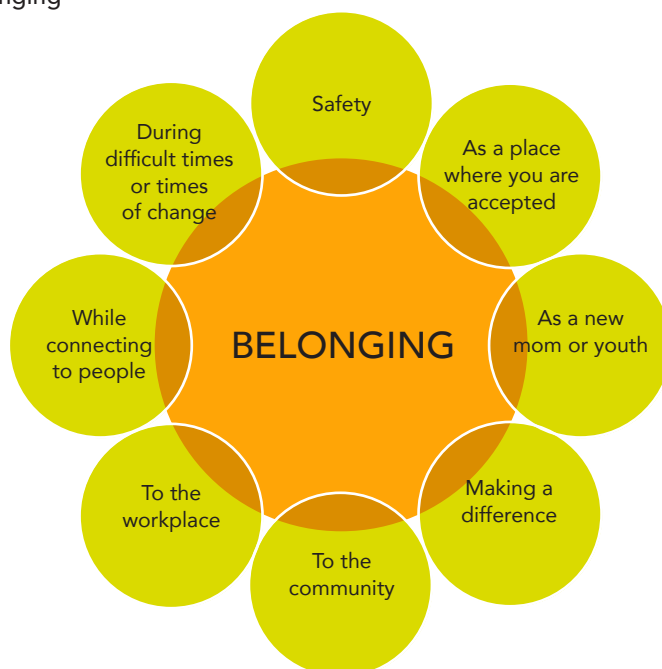 Safety
As a place
where you are
accepted
As a new
mom or youth
Making a
difference
To the
community
To the
workplace
While
connecting
to people
During
difficult times
or times
of change
BELONGING